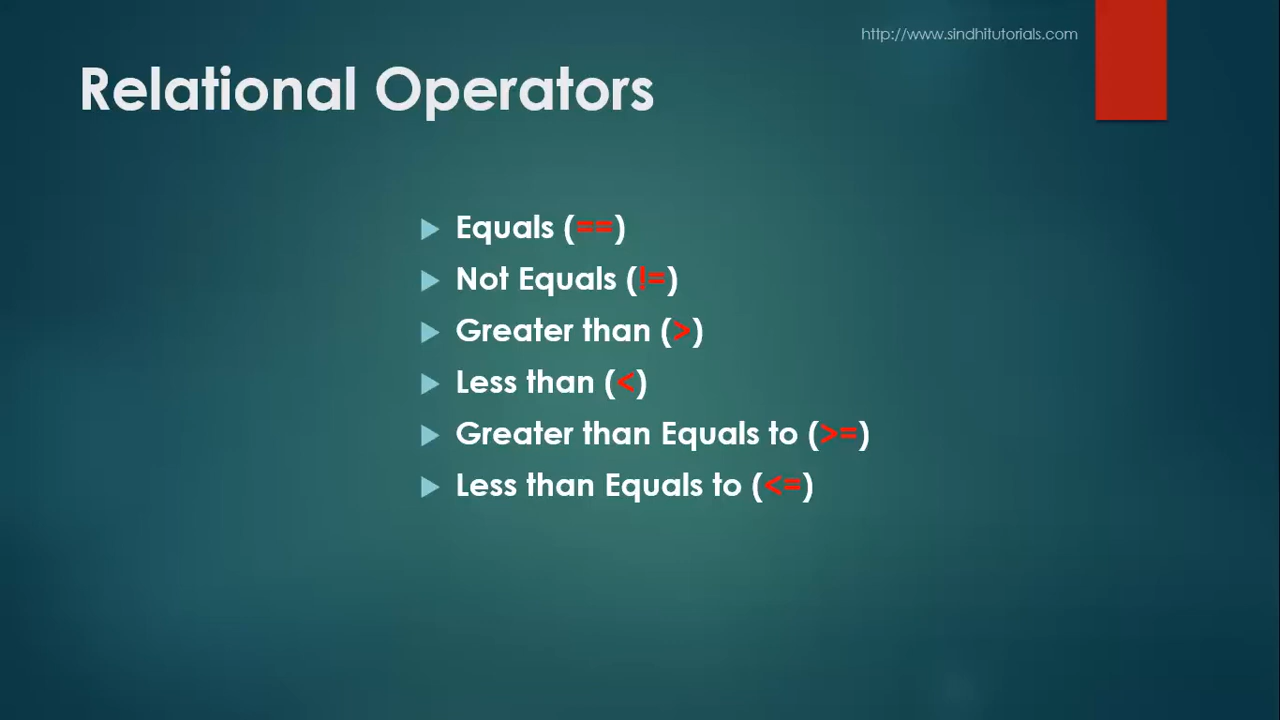 http://www.sindhitutorials.com
Relational Operators
Equals (==)
Not Equals (!=)
Greater than (>)
Less than (<)
Greater than Equals to (>=)
Less than Equals to (<=)